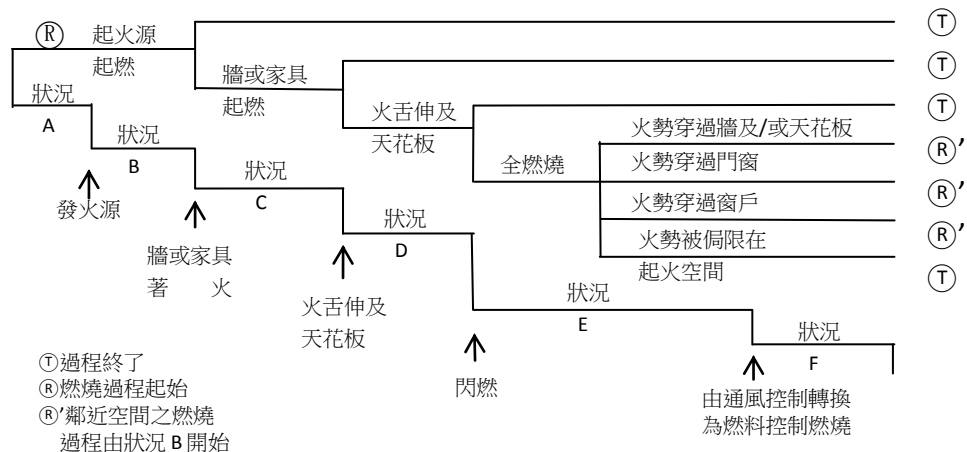 Ⓡ 起火源 Ⓣ
起燃
Ⓣ
牆或家具
起燃
狀況
A
火舌伸及 Ⓣ
天花板
狀況
B
火勢穿過牆及/或天花板 Ⓡ’
全燃燒
火勢穿過門窗 Ⓡ’
狀況
C
發火源
火勢穿過窗戶 Ⓡ’
狀況
D
火勢被侷限在
起火空間 Ⓣ
牆或家具
著 火
狀況
E
火舌伸及
天花板
狀況
F
閃燃
由通風控制轉換
為燃料控制燃燒
Ⓣ過程終了
Ⓡ燃燒過程起始
Ⓡ’鄰近空間之燃燒
過程由狀況 B 開始